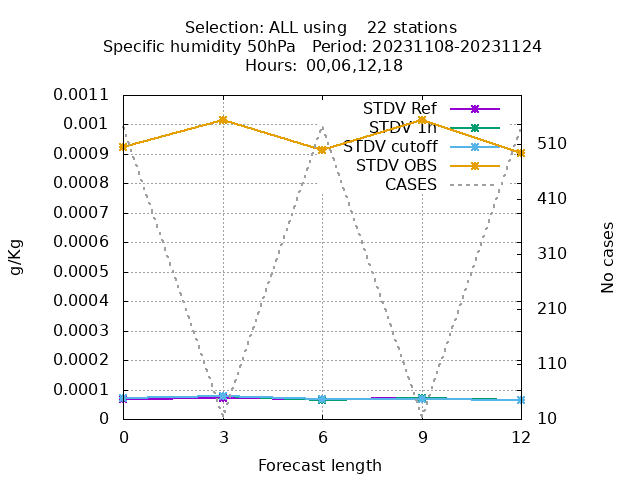 Selection: ALL using    22 stations
Specific humidity 50hPa   Period: 20231108-20231124
Hours: 00,06,12,18
0.0011
0.001
0.0009
0.0008
0.0007
0.0006
0.0005
0.0004
0.0003
0.0002
0.0001
0
g/Kg
STDV Ref
STDV 1h
STDV cutoff
STDV OBS
CASES
510
410
310
210
110
10
No cases
0 3 6 9 12
Forecast length